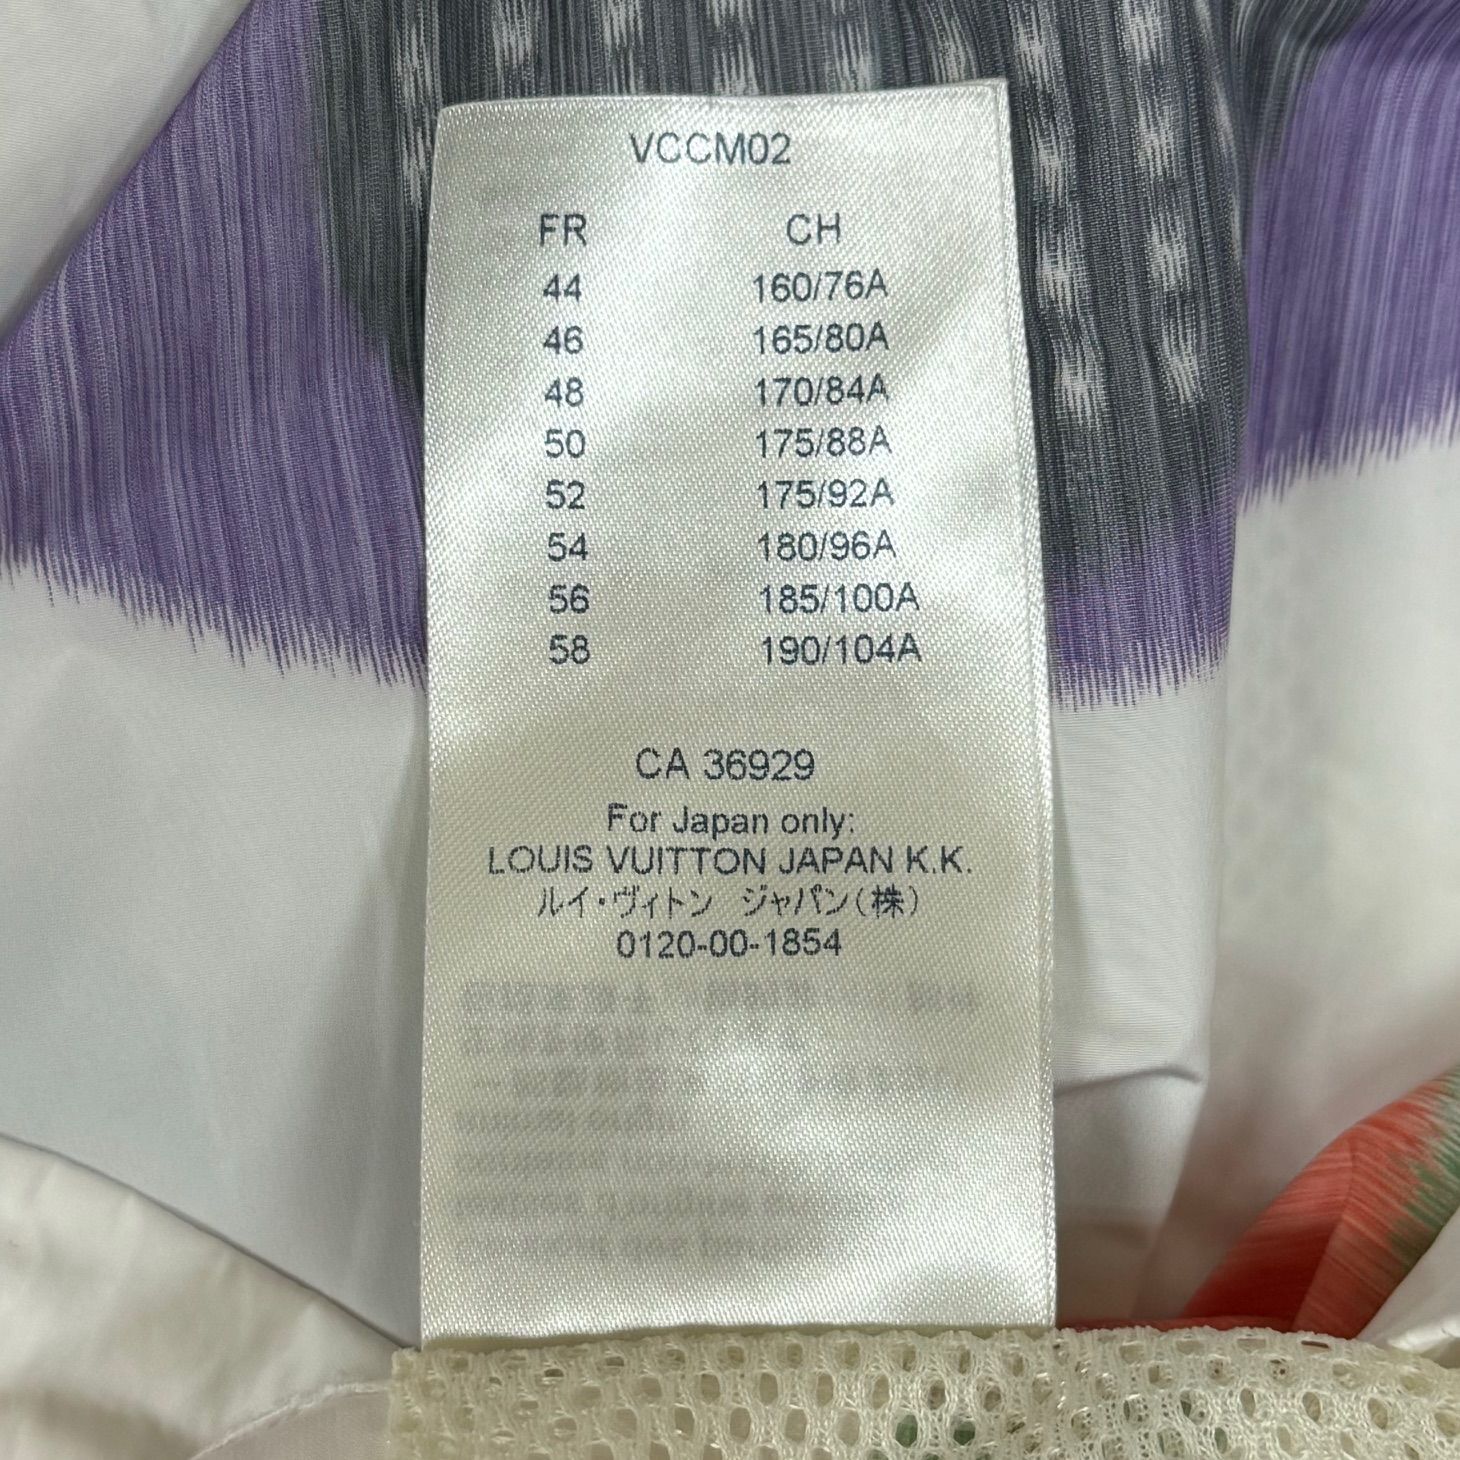 VCCM02
FR CH
44 160/76A
46 165/80A
48 170/84A
50 175/88A
52 175/92A
54 180/96A
56 185/100A
58 190/104A
CA 36929
For Japan only:
LOUIS VUITTON JAPAN K.K.
ルイ・ヴィトン ジャパン(株)
0120-00-1854